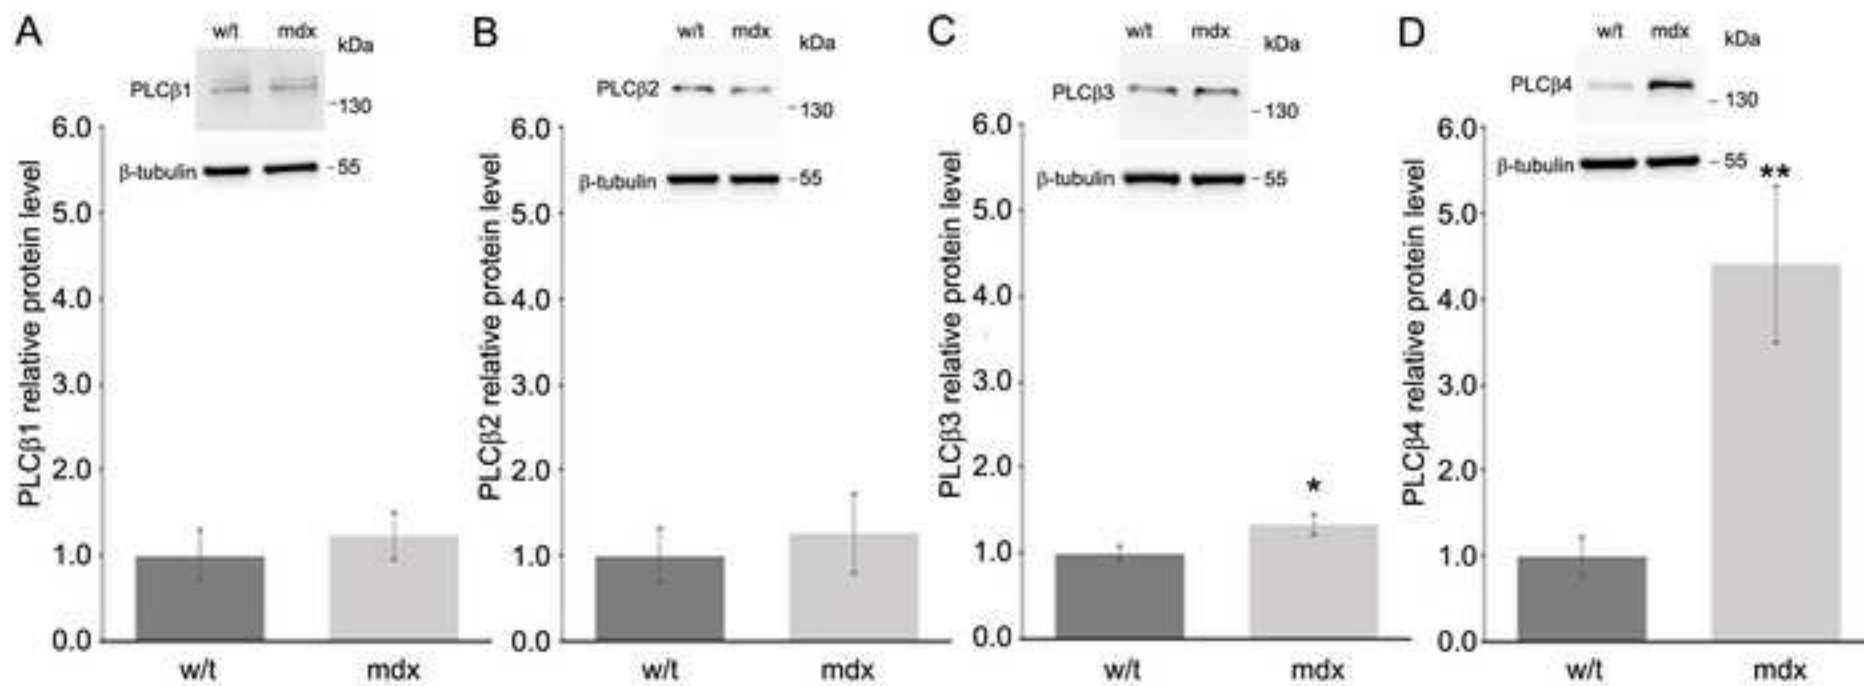 A
w/t mdx
kDa
PLCβ1
-130
β-tubulin
-55
PLCβ1 relative protein level
6.0
5.0
4.0
3.0
2.0
1.0
0.0
w/t mdx
B
w/t mdx
kDa
PLCβ2
-130
β-tubulin
-55
PLCβ2 relative protein level
6.0
5.0
4.0
3.0
2.0
1.0
0.0
w/t mdx
C
w/t mdx
kDa
PLCβ3
-130
β-tubulin
-55
PLCβ3 relative protein level
6.0
5.0
4.0
3.0
2.0
1.0
0.0
*
w/t mdx
D
w/t mdx
kDa
PLCβ4
- 130
β-tubulin
- 55
PLCβ4 relative protein level
6.0
5.0
4.0
3.0
2.0
1.0
0.0
**
w/t mdx